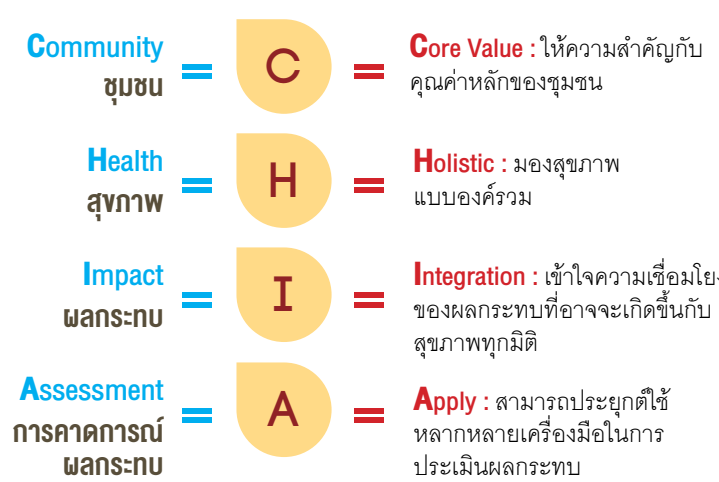 Community
ชุมชน
=
C
=
Core Value : ให้ความสำคัญกับ
คุณค่าหลักของชุมชน
Health
สุขภาพ
=
H
=
Holistic : มองสุขภาพ
แบบองค์รวม
Impact
ผลกระทบ
=
I
=
Integration : เข้าใจความเชื่อมโยง
ของผลกระทบที่อาจจะเกิดขึ้นกับ
สุขภาพทุกมิติ
Assessment
การคาดการณ์
ผลกระทบ
=
A
=
Apply : สามารถประยุกต์ใช้
หลากหลายเครื่องมือในการ
ประเมินผลกระทบ